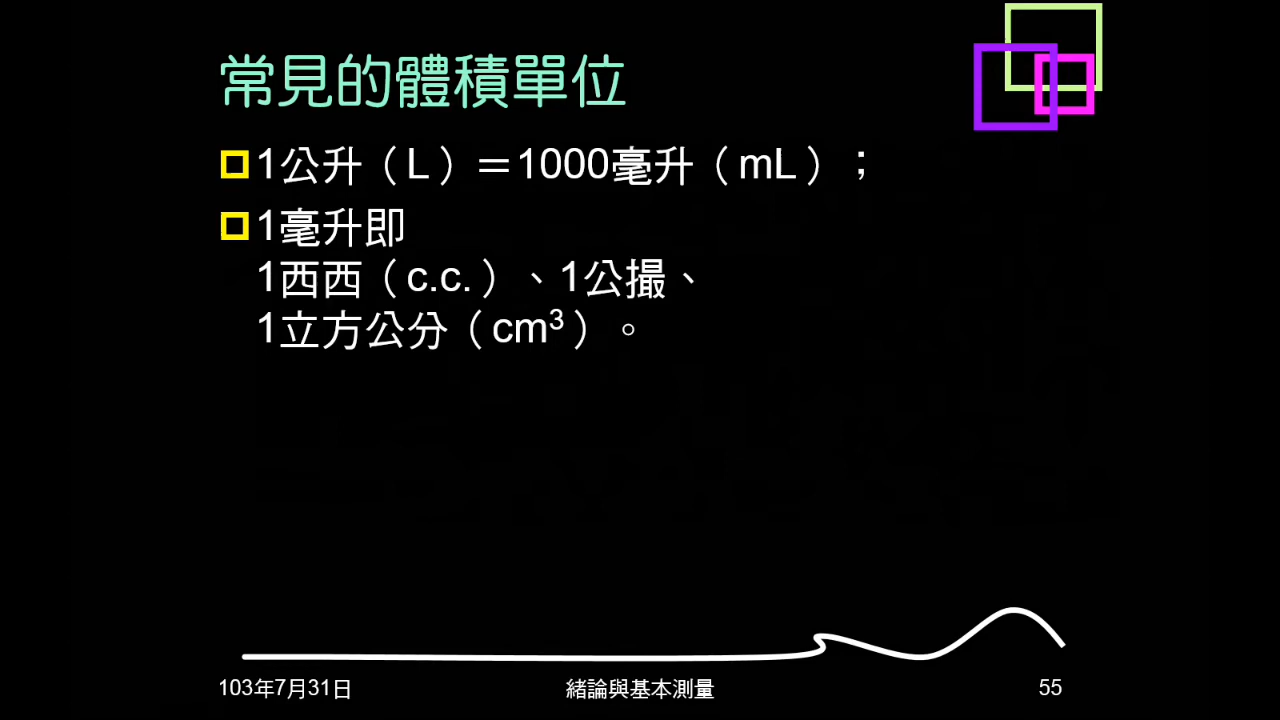 常見的體積單位
1公升（L）＝1000毫升（mL）；
1毫升即
1西西（c.c.）、1公撮、
1立方公分（cm³）。
103年7月31日
緒論與基本測量
55